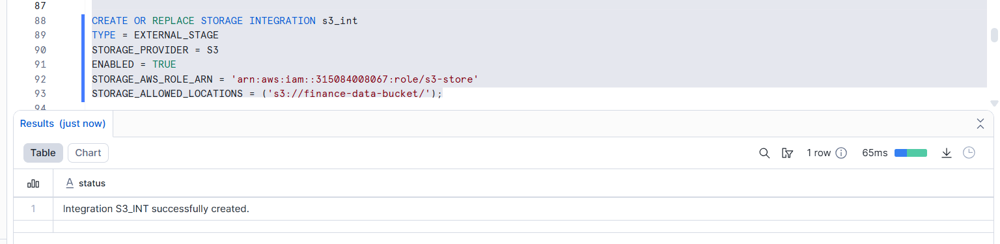 87
88 CREATE OR REPLACE STORAGE INTEGRATION s3_int
89 TYPE = EXTERNAL_STAGE
90 STORAGE_PROVIDER = S3
91 ENABLED = TRUE
92 STORAGE_AWS_ROLE_ARN = 'arn:aws:iam::315084008067:role/s3-store'
93 STORAGE_ALLOWED_LOCATIONS = ('s3://finance-data-bucket/');
94
Results (just now)
Table Chart 1 row 65ms
A status
1 Integration S3_INT successfully created.